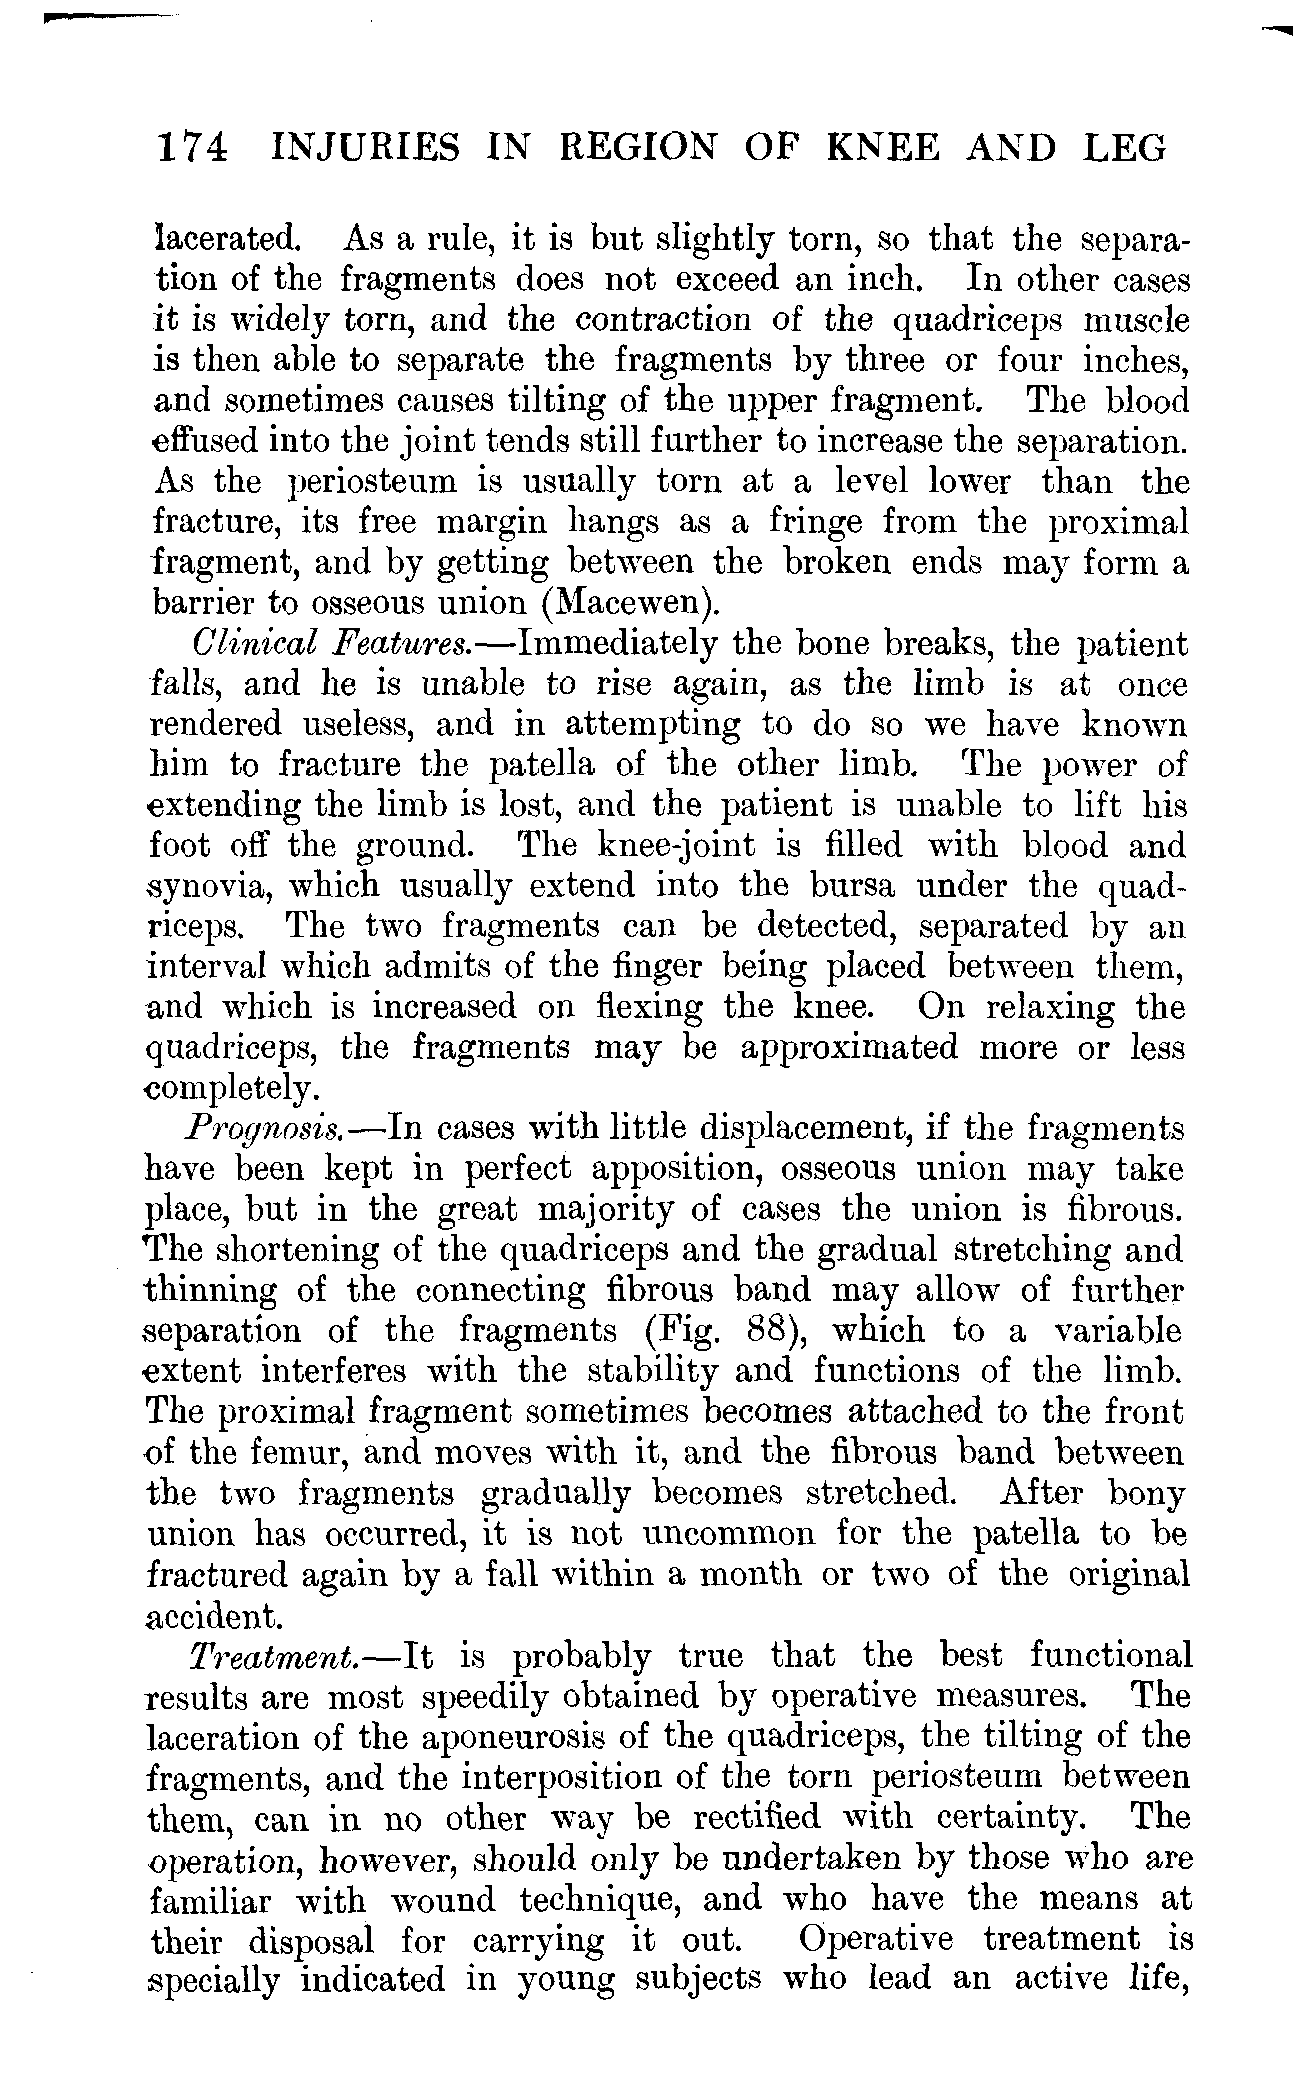 174 INJURIES IN REGION OF KNEE AND LEG
lacerated. As a rule, it is but slightly torn, so that the separa-
tion of the fragments does not exceed an inch. In other cases
it is widely torn, and the contraction of the quadriceps muscle
is then able to separate the fragments by three or four inches,
and sometimes causes tilting of the upper fragment. The blood
effused into the joint tends still further to increase the separation.
As the periosteum is usually torn at a level lower than the
fracture, its free margin hangs as a fringe from the proximal
fragment, and by getting between the broken ends may form a
barrier to osseous union (Macewen).
Clinical Features.—Immediately the bone breaks, the patient
falls, and he is unable to rise again, as the limb is at once
rendered useless, and in attempting to do so we have known
him to fracture the patella of the other limb. The power of
extending the limb is lost, and the patient is unable to lift his
foot off the ground. The knee-joint is filled with blood and
synovia, which usually extend into the bursa under the quad-
riceps. The two fragments can be detected, separated by an
interval which admits of the finger being placed between them,
and which is increased on flexing the knee. On relaxing the
quadriceps, the fragments may be approximated more or less
completely.
Prognosis.—In cases with little displacement, if the fragments
have been kept in perfect apposition, osseous union may take
place, but in the great majority of cases the union is fibrous.
The shortening of the quadriceps and the gradual stretching and
thinning of the connecting fibrous band may allow of further
separation of the fragments (Fig. 88), which to a variable
extent interferes with the stability and functions of the limb.
The proximal fragment sometimes becomes attached to the front
of the femur, and moves with it, and the fibrous band between
the two fragments gradually becomes stretched. After bony
union has occurred, it is not uncommon for the patella to be
fractured again by a fall within a month or two of the original
accident.
Treatment.—It is probably true that the best functional
results are most speedily obtained by operative measures. The
laceration of the aponeurosis of the quadriceps, the tilting of the
fragments, and the interposition of the torn periosteum between
them, can in no other way be rectified with certainty. The
operation, however, should only be undertaken by those who are
familiar with wound technique, and who have the means at
their disposal for carrying it out. Operative treatment is
specially indicated in young subjects who lead an active life,